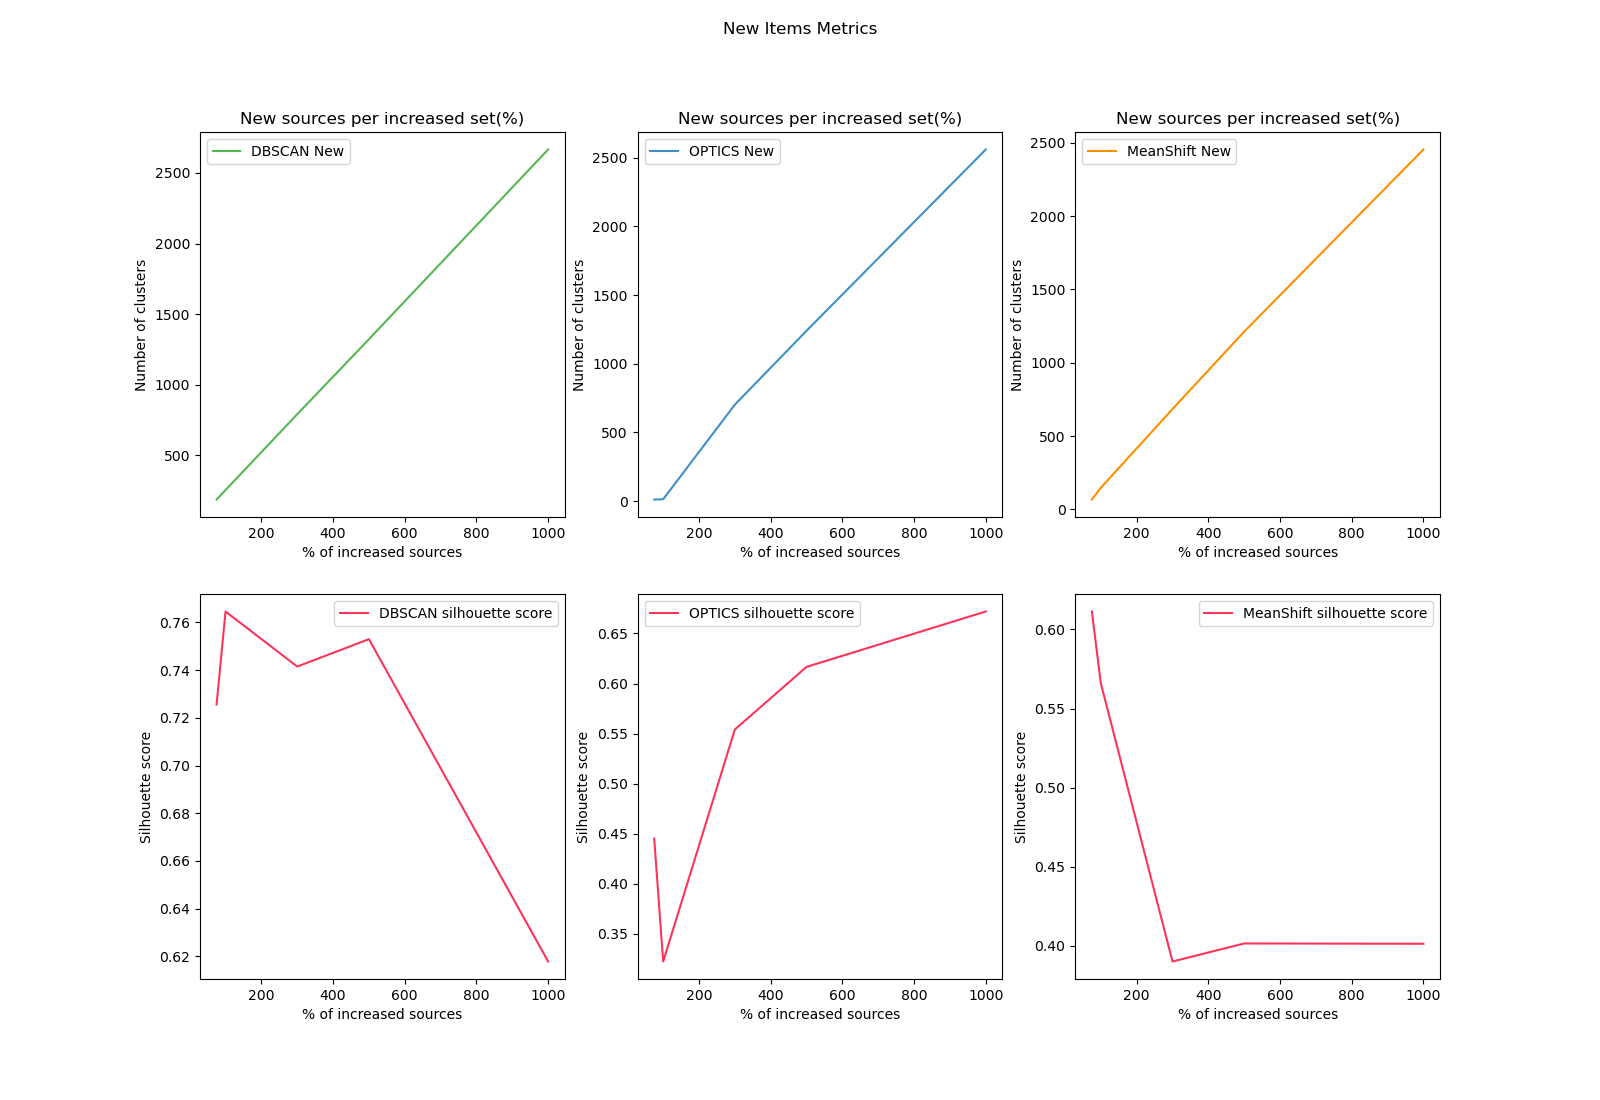 New Items Metrics
New sources per increased set(%)
DBSCAN New
Number of clusters
2500
2000
1500
1000
500
200 400 600 800 1000
% of increased sources
New sources per increased set(%)
OPTICS New
Number of clusters
2500
2000
1500
1000
500
0
200 400 600 800 1000
% of increased sources
New sources per increased set(%)
MeanShift New
Number of clusters
2500
2000
1500
1000
500
0
200 400 600 800 1000
% of increased sources
DBSCAN silhouette score
Silhouette score
0.76
0.74
0.72
0.70
0.68
0.66
0.64
0.62
200 400 600 800 1000
% of increased sources
OPTICS silhouette score
Silhouette score
0.65
0.60
0.55
0.50
0.45
0.40
0.35
200 400 600 800 1000
% of increased sources
MeanShift silhouette score
Silhouette score
0.60
0.55
0.50
0.45
0.40
200 400 600 800 1000
% of increased sources